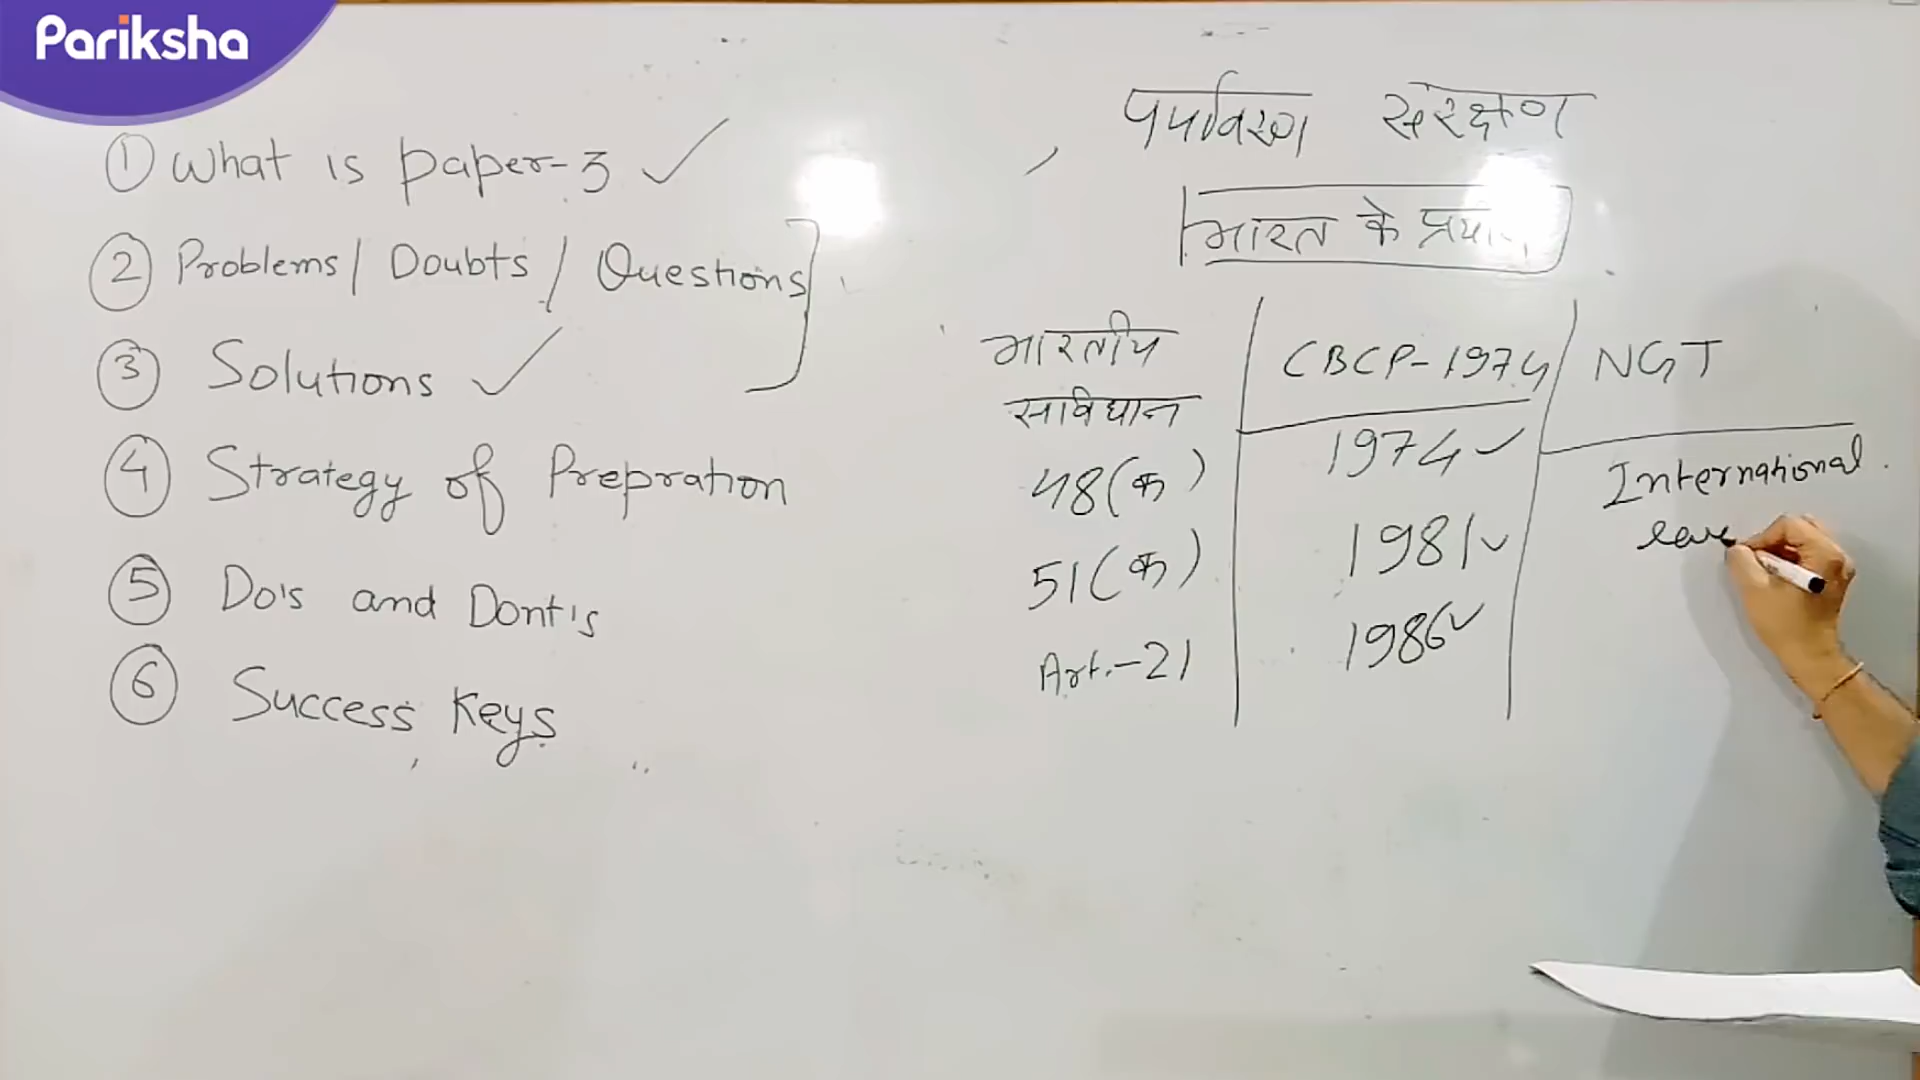 Pariksha
① What is paper-3 ✓
② Problems / Doubts / Questions
③ Solutions ✓
④ Strategy of Prepration
⑤ Do's and Dont's
⑥ Success Keys
पर्यावरण संरक्षण
भारत के
भारतीय
संविधान
48(क)
51(क)
Art.-21
CBCP-1974
1974 ✓
1981 ✓
1986 ✓
NGT
International